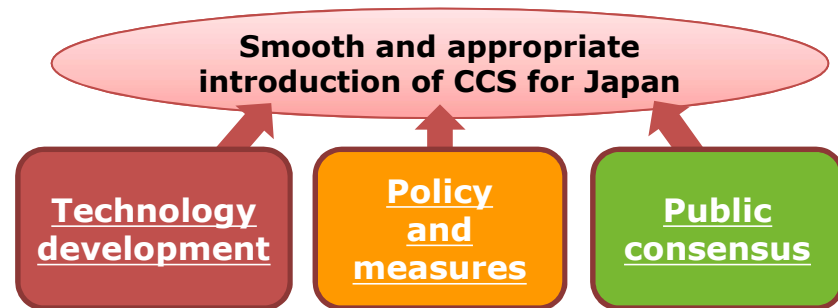 Smooth and appropriate
introduction of CCS for Japan
Technology
development
Policy
and
measures
Public
consensus